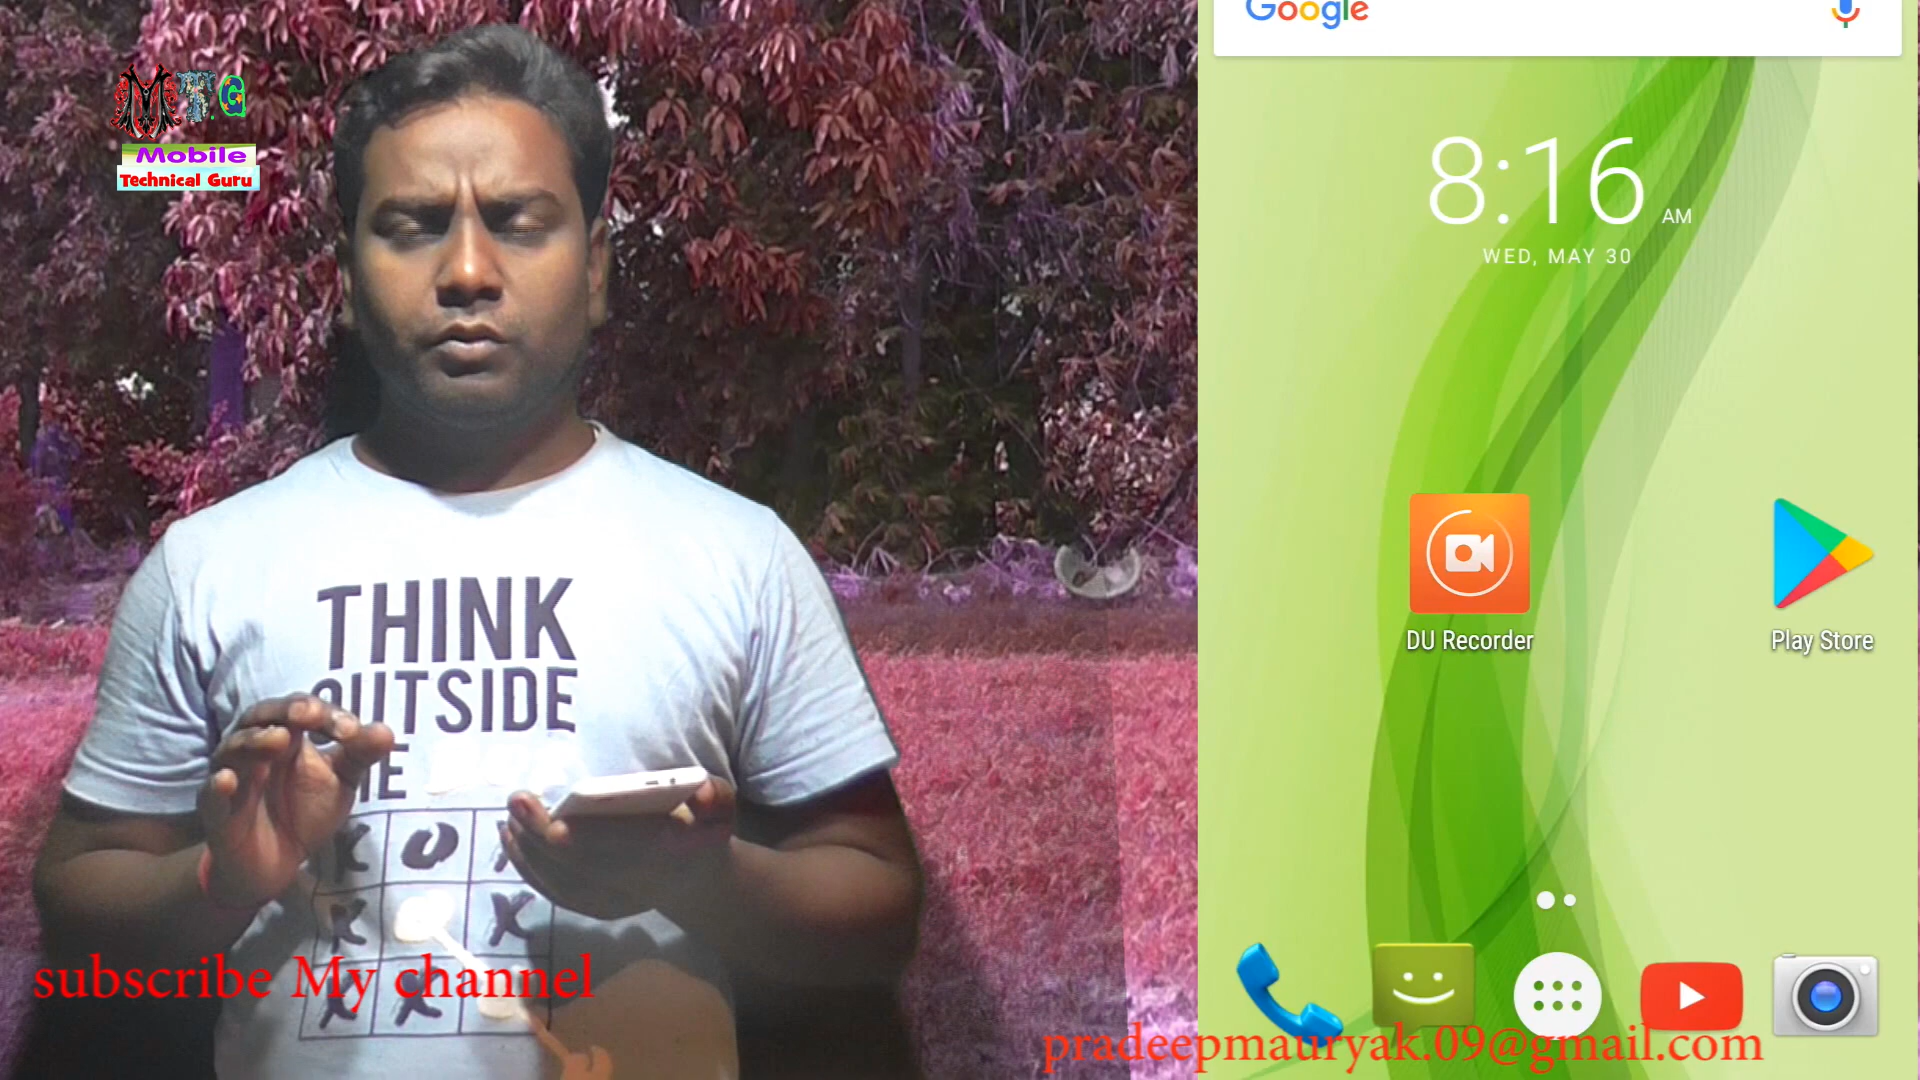 M T.G
Mobile
Technical Guru
THINK
OUTSIDE
subscribe My channel
Google
8:16 AM
WED, MAY 30
DU Recorder
Play Store
pradeepmauryak.09@gmail.com